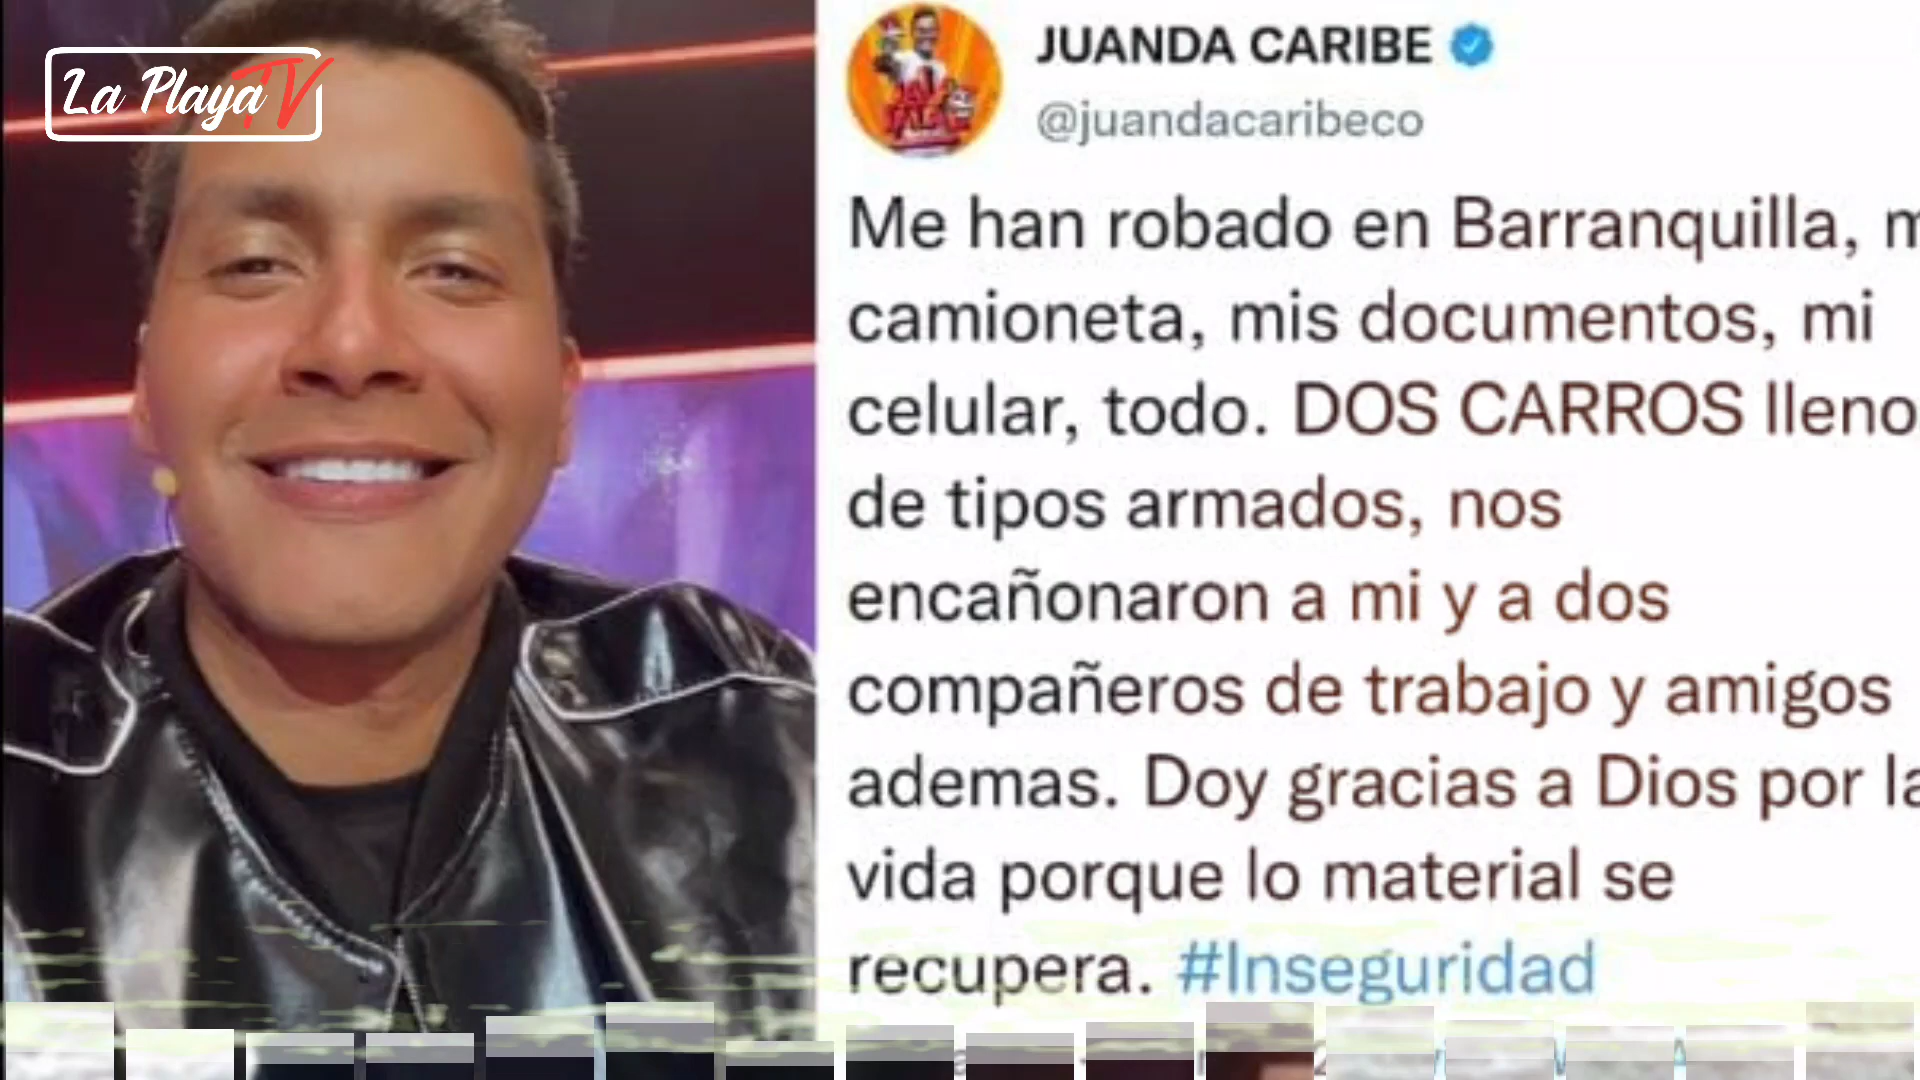 La Playa TV
JUANDA CARIBE
@juandacaribeco
Me han robado en Barranquilla,
camioneta, mis documentos, mi
celular, todo. DOS CARROS lleno
de tipos armados, nos
encañonaron a mi y a dos
compañeros de trabajo y amigos
ademas. Doy gracias a Dios por la
vida porque lo material se
recupera. #Inseguridad